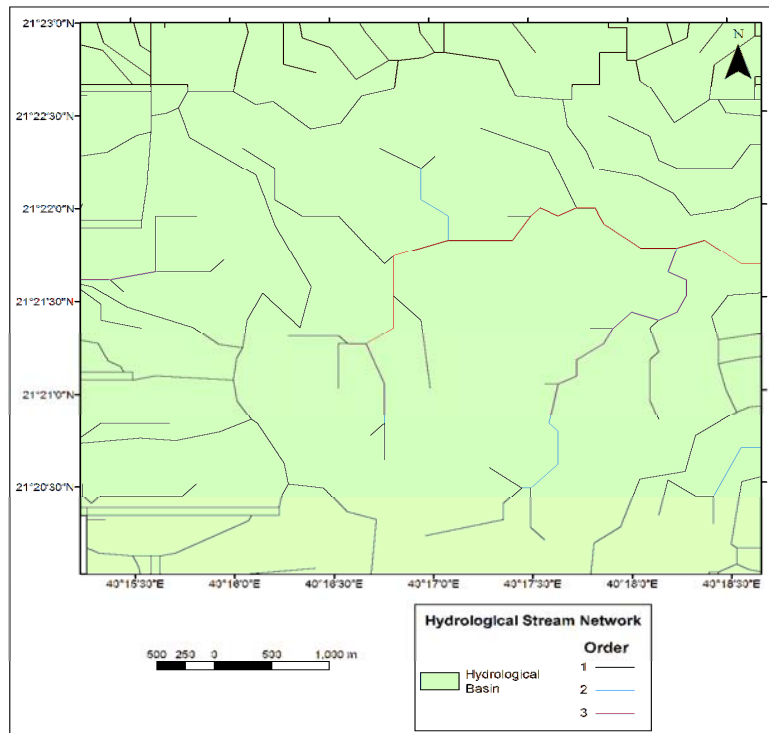 N
21°23'0"N
21°22'30"N
21°22'0"N
21°21'30"N
21°21'0"N
21°20'30"N
40°15'30"E 40°16'0"E 40°16'30"E 40°17'0"E 40°17'30"E 40°18'0"E 40°18'30"E
500 250 0 500 1,000 m
Hydrological Stream Network
Order
Hydrological
Basin
1
2
3